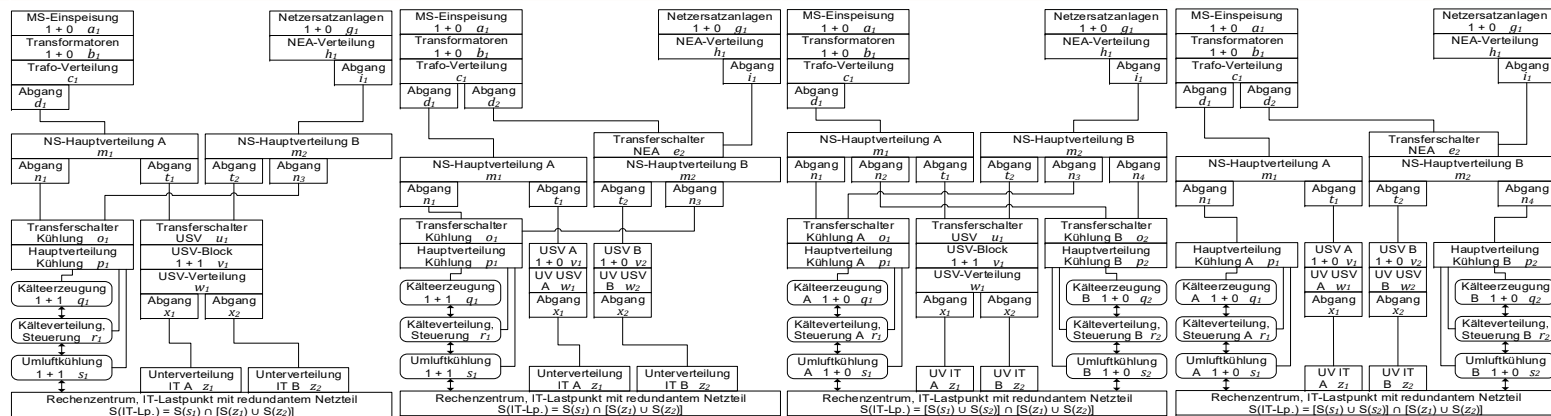 MS-Einspeisung
1 + 0 a₁
Transformatoren
1 + 0 b₁
Trafo-Verteilung
c₁
Abgang
d₁
Netzersatzanlagen
1 + 0 g₁
NEA-Verteilung
h₁
Abgang
i₁
NS-Hauptverteilung A
m₁
NS-Hauptverteilung B
m₂
Abgang
n₁
Abgang
t₁
Abgang
t₂
Abgang
n₃
Transferschalter
Kühlung o₁
Hauptverteilung
Kühlung p₁
Kälteerzeugung
1 + 1 q₁
Kälteverteilung,
Steuerung r₁
Umluftkühlung
1 + 1 s₁
Transferschalter
USV u₁
USV-Block
1 + 1 v₁
USV-Verteilung
w₁
Abgang
x₁
Abgang
x₂
Unterverteilung
IT A z₁
Unterverteilung
IT B z₂
Rechenzentrum, IT-Lastpunkt mit redundantem Netzteil
S(IT-Lp.) = S(s₁) ∩ [S(z₁) ∪ S(z₂)]
MS-Einspeisung
1 + 0 a₁
Transformatoren
1 + 0 b₁
Trafo-Verteilung
c₁
Abgang
d₁
Abgang
d₂
Netzersatzanlagen
1 + 0 g₁
NEA-Verteilung
h₁
Abgang
i₁
Transferschalter
NEA e₂
NS-Hauptverteilung A
m₁
NS-Hauptverteilung B
m₂
Abgang
n₁
Abgang
t₁
Abgang
t₂
Abgang
n₃
Transferschalter
Kühlung o₁
Hauptverteilung
Kühlung p₁
Kälteerzeugung
1 + 1 q₁
Kälteverteilung,
Steuerung r₁
Umluftkühlung
1 + 1 s₁
USV A
1 + 0 v₁
UV USV
A w₁
Abgang
x₁
USV B
1 + 0 v₂
UV USV
B w₂
Abgang
x₂
Unterverteilung
IT A z₁
Unterverteilung
IT B z₂
Rechenzentrum, IT-Lastpunkt mit redundantem Netzteil
S(IT-Lp.) = S(s₁) ∩ [S(z₁) ∪ S(z₂)]
MS-Einspeisung
1 + 0 a₁
Transformatoren
1 + 0 b₁
Trafo-Verteilung
c₁
Abgang
d₁
Netzersatzanlagen
1 + 0 g₁
NEA-Verteilung
h₁
Abgang
i₁
NS-Hauptverteilung A
m₁
NS-Hauptverteilung B
m₂
Abgang
n₁
Abgang
n₂
Abgang
t₁
Abgang
t₂
Abgang
n₃
Abgang
n₄
Transferschalter
Kühlung A o₁
Hauptverteilung
Kühlung A p₁
Kälteerzeugung
A 1 + 0 q₁
Kälteverteilung,
Steuerung A r₁
Umluftkühlung
A 1 + 0 s₁
Transferschalter
USV u₁
USV-Block
1 + 1 v₁
USV-Verteilung
w₁
Abgang
x₁
Abgang
x₂
UV IT
A z₁
UV IT
B z₂
Transferschalter
Kühlung B o₂
Hauptverteilung
Kühlung B p₂
Kälteerzeugung
B 1 + 0 q₂
Kälteverteilung,
Steuerung B r₂
Umluftkühlung
B 1 + 0 s₂
Rechenzentrum, IT-Lastpunkt mit redundantem Netzteil
S(IT-Lp.) = [S(s₁) ∪ S(s₂)] ∩ [S(z₁) ∪ S(z₂)]
MS-Einspeisung
1 + 0 a₁
Transformatoren
1 + 0 b₁
Trafo-Verteilung
c₁
Abgang
d₁
Abgang
d₂
Netzersatzanlagen
1 + 0 g₁
NEA-Verteilung
h₁
Abgang
i₁
Transferschalter
NEA e₂
NS-Hauptverteilung A
m₁
NS-Hauptverteilung B
m₂
Abgang
n₁
Abgang
t₁
Abgang
t₂
Abgang
n₄
Hauptverteilung
Kühlung A p₁
Kälteerzeugung
A 1 + 0 q₁
Kälteverteilung,
Steuerung A r₁
Umluftkühlung
A 1 + 0 s₁
USV A
1 + 0 v₁
UV USV
A w₁
Abgang
x₁
USV B
1 + 0 v₂
UV USV
B w₂
Abgang
x₂
UV IT
A z₁
UV IT
B z₂
Hauptverteilung
Kühlung B p₂
Kälteerzeugung
B 1 + 0 q₂
Kälteverteilung,
Steuerung B r₂
Umluftkühlung
B 1 + 0 s₂
Rechenzentrum, IT-Lastpunkt mit redundantem Netzteil
S(IT-Lp.) = [S(s₁) ∪ S(s₂)] ∩ [S(z₁) ∪ S(z₂)]